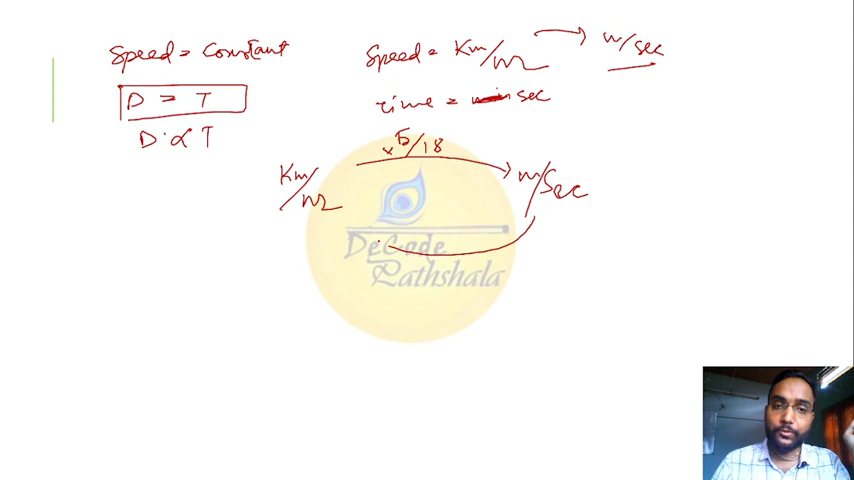 Speed = Constant
D = T
D ∝ T
Speed = Km/hr → m/sec
Time = sec
Km/hr × 5/18 → m/Sec
DeCode
Pathshala